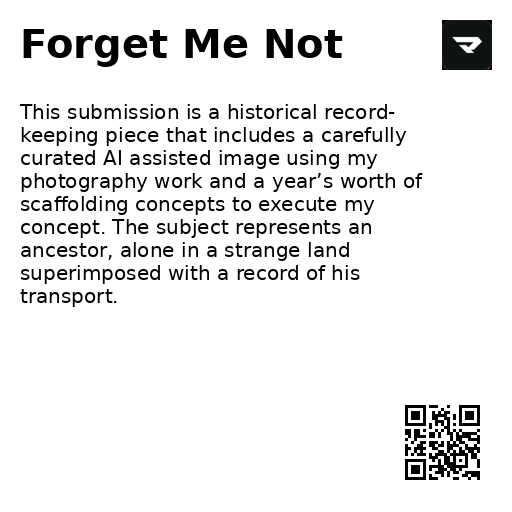 Forget Me Not
This submission is a historical record-
keeping piece that includes a carefully
curated AI assisted image using my
photography work and a year’s worth of
scaffolding concepts to execute my
concept. The subject represents an
ancestor, alone in a strange land
superimposed with a record of his
transport.